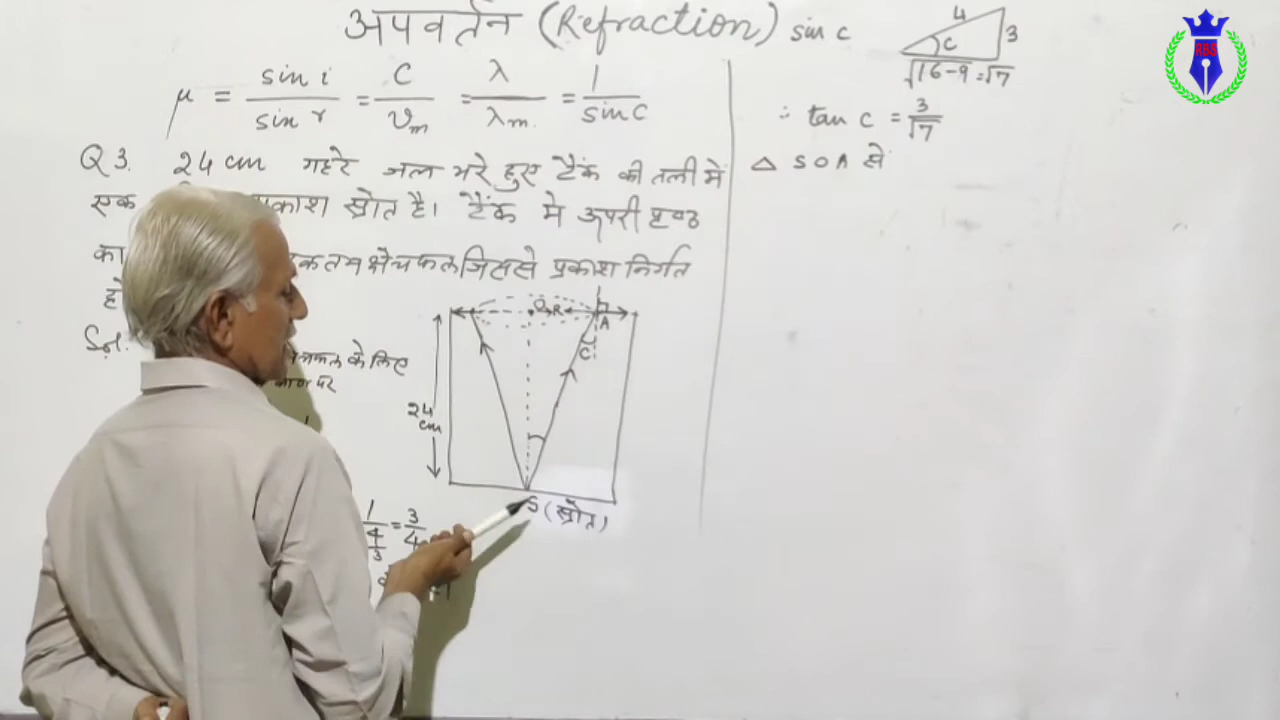 अपवर्तन (Refraction)
μ = sin i / sin r = C / v_m = λ / λ_m = 1 / sin C
Q 3. 24 cm गहरे जल भरे हुए टैंक की तली में
एक प्रकाश स्रोत है। टैंक मे ऊपरी पृष्ठ
का कतम क्षेत्रफल जिससे प्रकाश निर्गत
हो
Sol.
के लिए
पर
O R A
C
24 cm
S (स्रोत)
1 / 4/3 = 3/4
sin c
4
3
C
√16-9 = √7
∴ tan C = 3/√7
△ SOA से
RBS